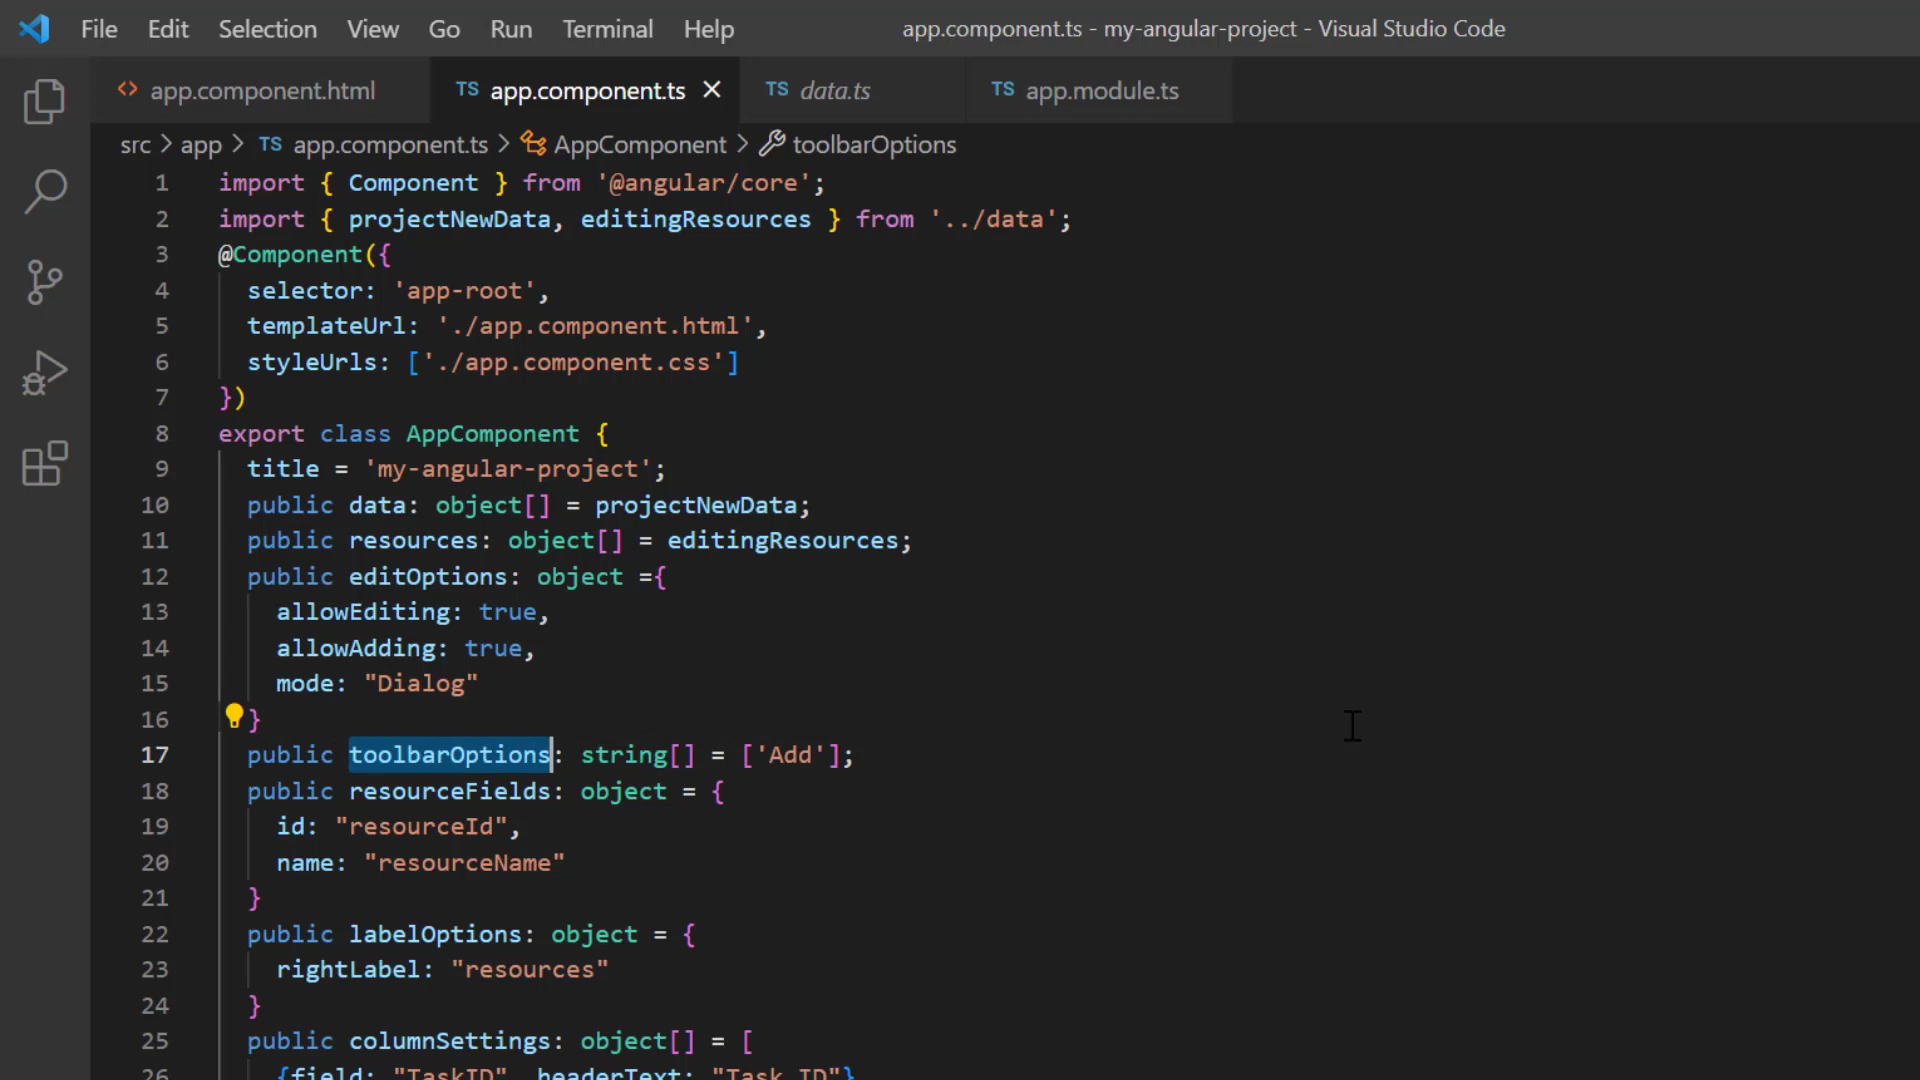 File Edit Selection View Go Run Terminal Help app.component.ts - my-angular-project - Visual Studio Code
<> app.component.html TS app.component.ts × TS data.ts TS app.module.ts
src > app > TS app.component.ts > AppComponent > toolbarOptions
1 import { Component } from '@angular/core';
2 import { projectNewData, editingResources } from '../data';
3 @Component({
4 selector: 'app-root',
5 templateUrl: './app.component.html',
6 styleUrls: ['./app.component.css']
7 })
8 export class AppComponent {
9 title = 'my-angular-project';
10 public data: object[] = projectNewData;
11 public resources: object[] = editingResources;
12 public editOptions: object ={
13 allowEditing: true,
14 allowAdding: true,
15 mode: "Dialog"
16 }
17 public toolbarOptions: string[] = ['Add'];
18 public resourceFields: object = {
19 id: "resourceId",
20 name: "resourceName"
21 }
22 public labelOptions: object = {
23 rightLabel: "resources"
24 }
25 public columnSettings: object[] = [
26 {field: "TaskID", headerText: "Task ID"}